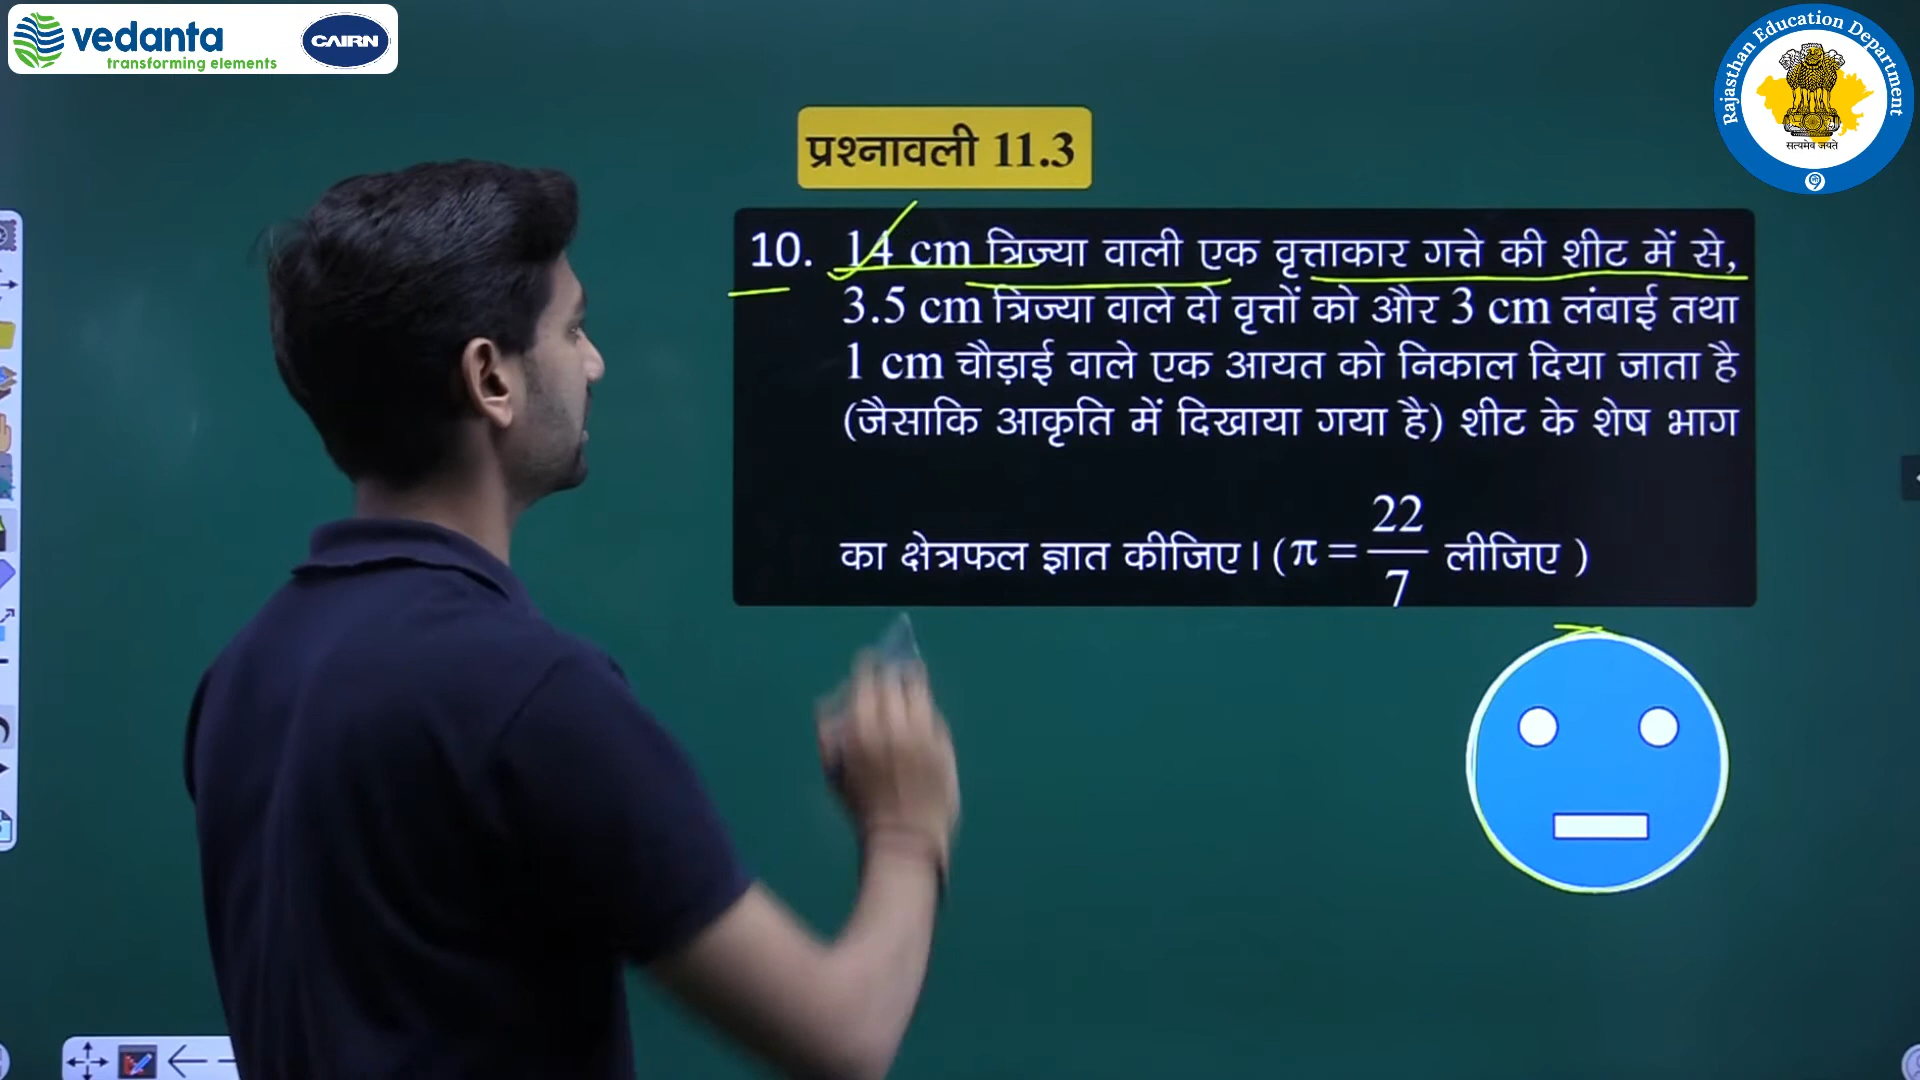 vedanta
transforming elements
CAIRN
Rajasthan Education Department
सत्यमेव जयते
प्रश्नावली 11.3
10. 14 cm त्रिज्या वाली एक वृत्ताकार गत्ते की शीट में से,
3.5 cm त्रिज्या वाले दो वृत्तों को और 3 cm लंबाई तथा
1 cm चौड़ाई वाले एक आयत को निकाल दिया जाता है
(जैसाकि आकृति में दिखाया गया है) शीट के शेष भाग
का क्षेत्रफल ज्ञात कीजिए। (π = 22/7 लीजिए )